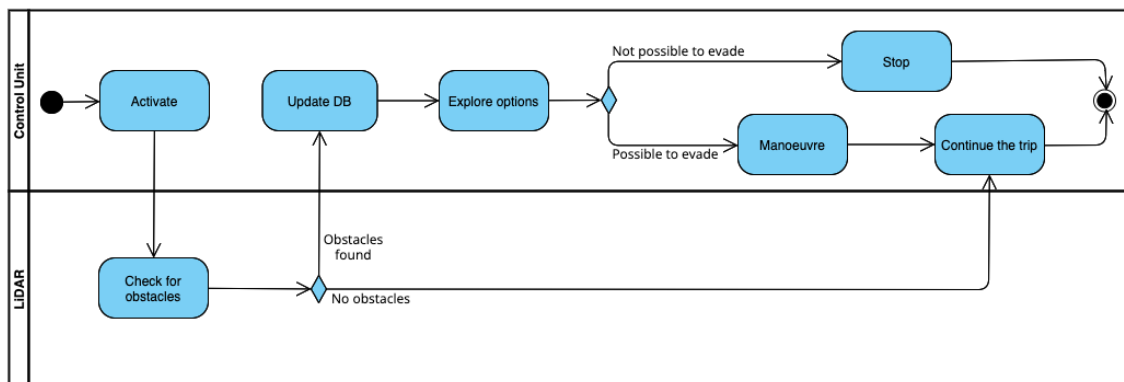 Control Unit
Activate
Update DB
Explore options
Not possible to evade
Stop
Possible to evade
Manoeuvre
Continue the trip
LiDAR
Check for
obstacles
Obstacles
found
No obstacles